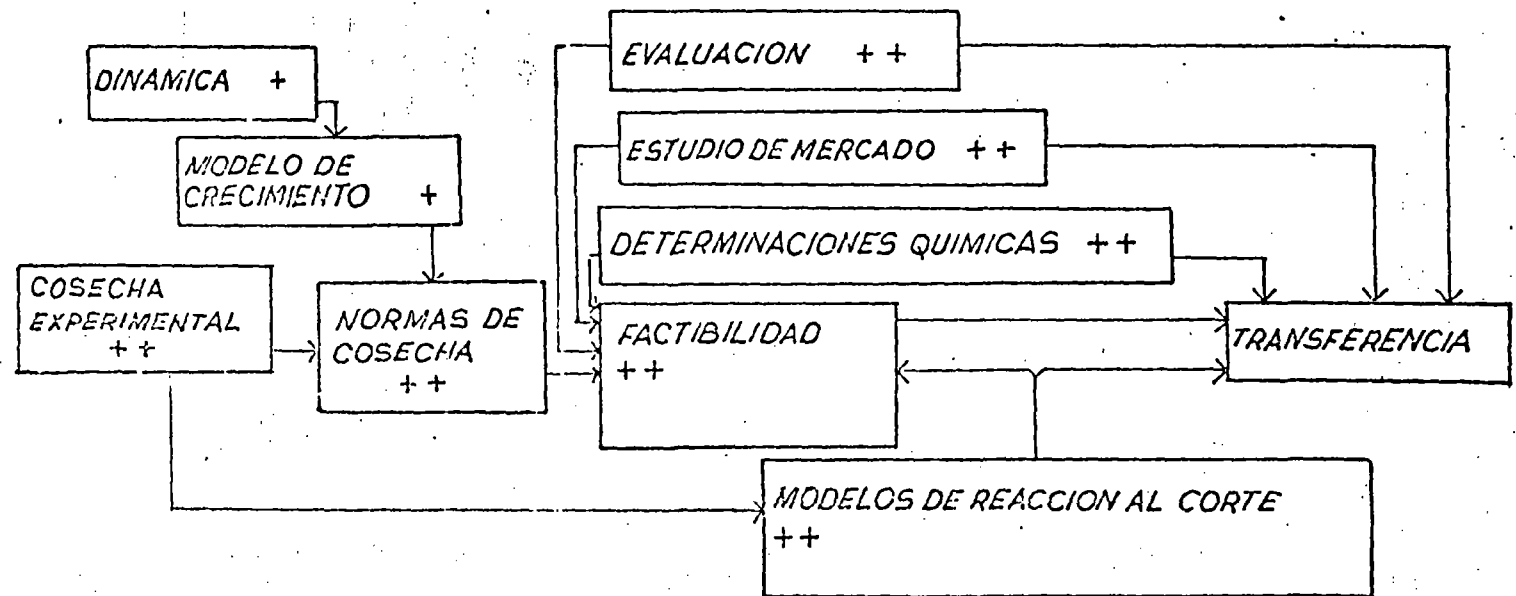 DINAMICA +
MODELO DE
CRECIMIENTO +
COSECHA
EXPERIMENTAL
++
NORMAS DE
COSECHA
++
EVALUACION ++
ESTUDIO DE MERCADO ++
DETERMINACIONES QUIMICAS ++
FACTIBILIDAD
++
TRANSFERENCIA
MODELOS DE REACCION AL CORTE
++